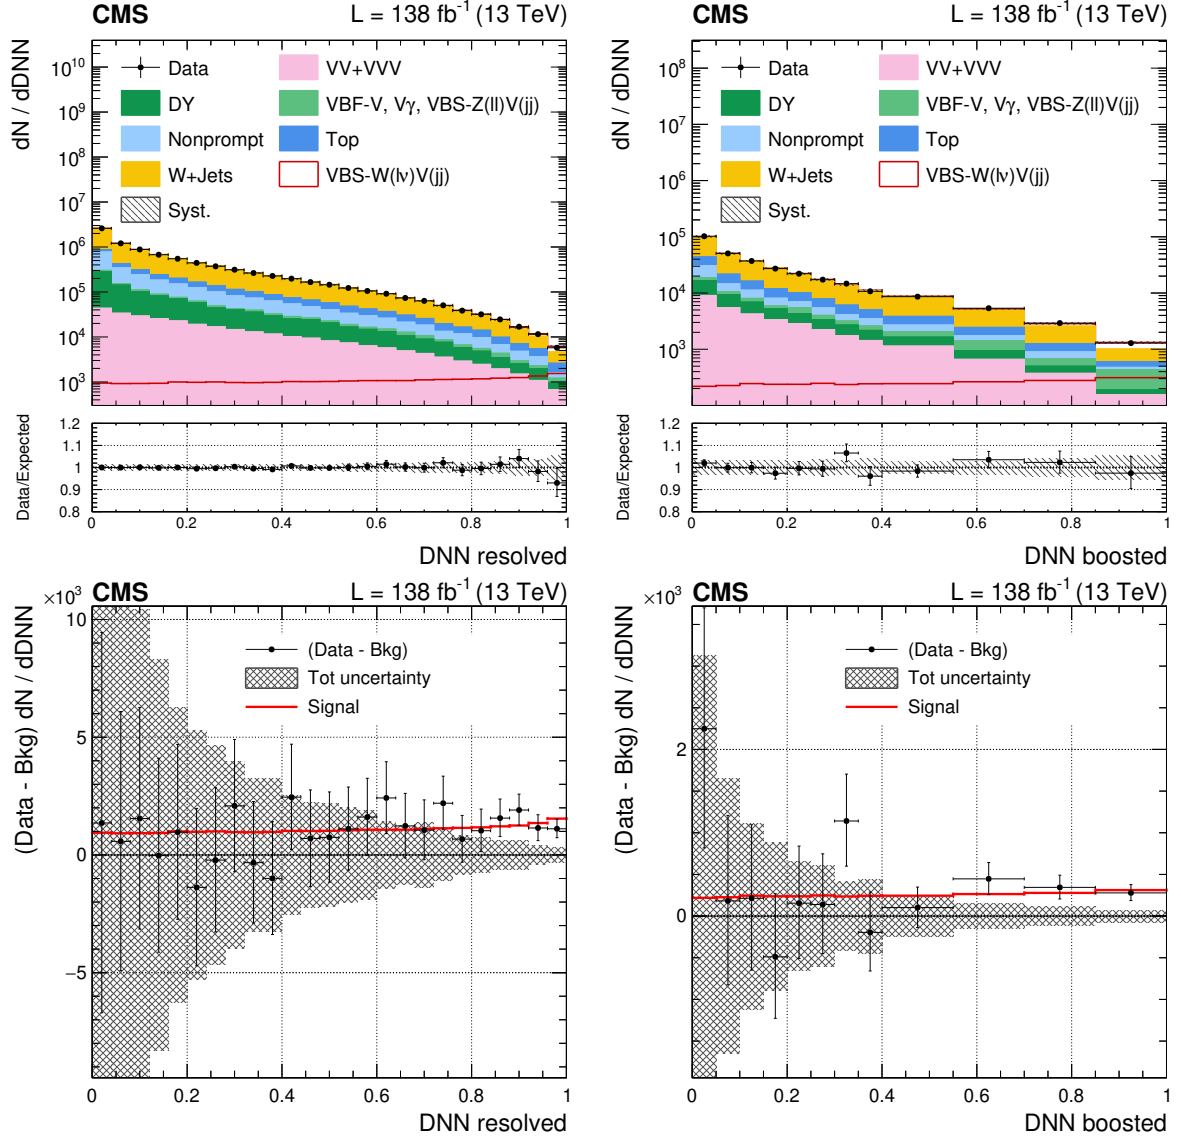 CMS L = 138 fb⁻¹ (13 TeV)
dN / dDNN
10¹⁰
10⁹
10⁸
10⁷
10⁶
10⁵
10⁴
10³
Data
VV+VVV
DY
VBF-V, Vγ, VBS-Z(ll)V(jj)
Nonprompt
Top
W+Jets
VBS-W(lν)V(jj)
Syst.
Data/Expected
1.2
1.1
1
0.9
0.8
0 0.2 0.4 0.6 0.8 1
DNN resolved
CMS L = 138 fb⁻¹ (13 TeV)
dN / dDNN
10⁸
10⁷
10⁶
10⁵
10⁴
10³
Data
VV+VVV
DY
VBF-V, Vγ, VBS-Z(ll)V(jj)
Nonprompt
Top
W+Jets
VBS-W(lν)V(jj)
Syst.
Data/Expected
1.2
1.1
1
0.9
0.8
0 0.2 0.4 0.6 0.8 1
DNN boosted
CMS L = 138 fb⁻¹ (13 TeV)
×10³
(Data - Bkg) dN / dDNN
10
5
0
−5
(Data - Bkg)
Tot uncertainty
Signal
0 0.2 0.4 0.6 0.8 1
DNN resolved
CMS L = 138 fb⁻¹ (13 TeV)
×10³
(Data - Bkg) dN / dDNN
2
0
(Data - Bkg)
Tot uncertainty
Signal
0 0.2 0.4 0.6 0.8 1
DNN boosted